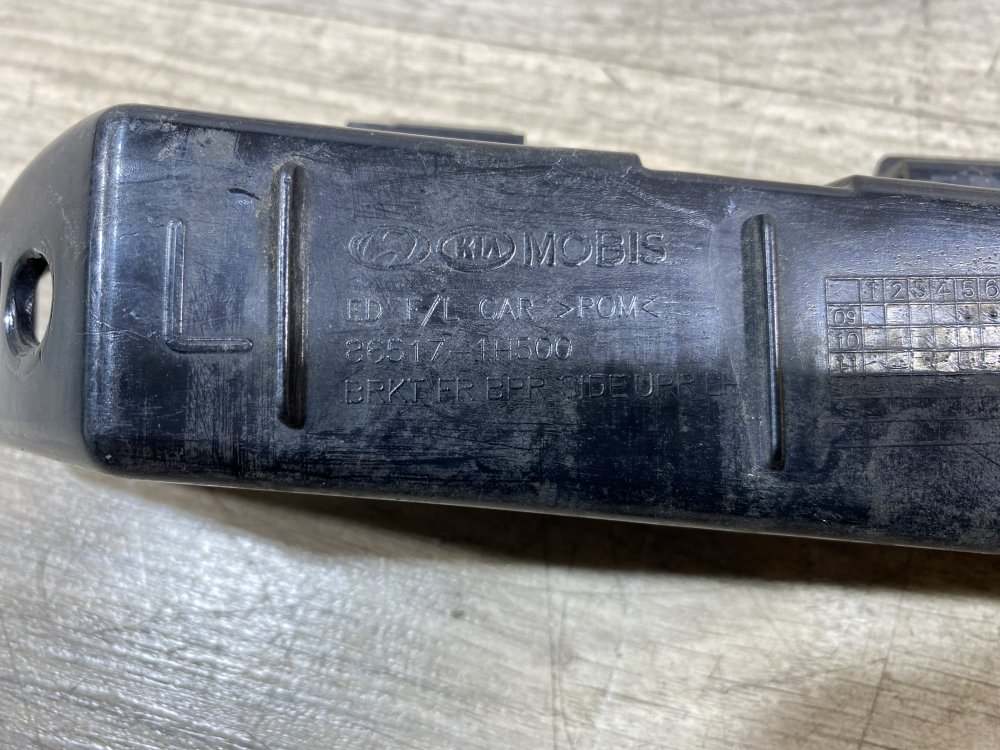 L
KIA MOBIS
ED F/L CAR >POM<
86517-1H500
BRKT FR BPR SIDE UPR
1 2 3 4 5 6
09
10
11